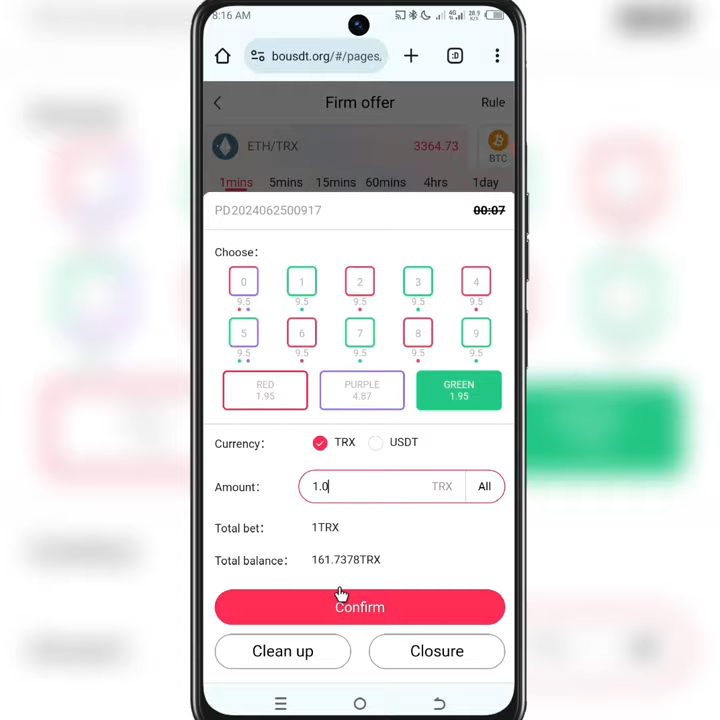 8:16 AM 4G 28.9 K/s
bousdt.org/#/pages, :D
Firm offer Rule
ETH/TRX 3364.73 BTC
1mins 5mins 15mins 60mins 4hrs 1day
PD2024062500917 00:07
Choose:
0 1 2 3 4
9.5 9.5 9.5 9.5 9.5
5 6 7 8 9
9.5 9.5 9.5 9.5 9.5
RED PURPLE GREEN
1.95 4.87 1.95
Currency: TRX USDT
Amount: 1.0 TRX All
Total bet: 1TRX
Total balance: 161.7378TRX
Confirm
Clean up Closure